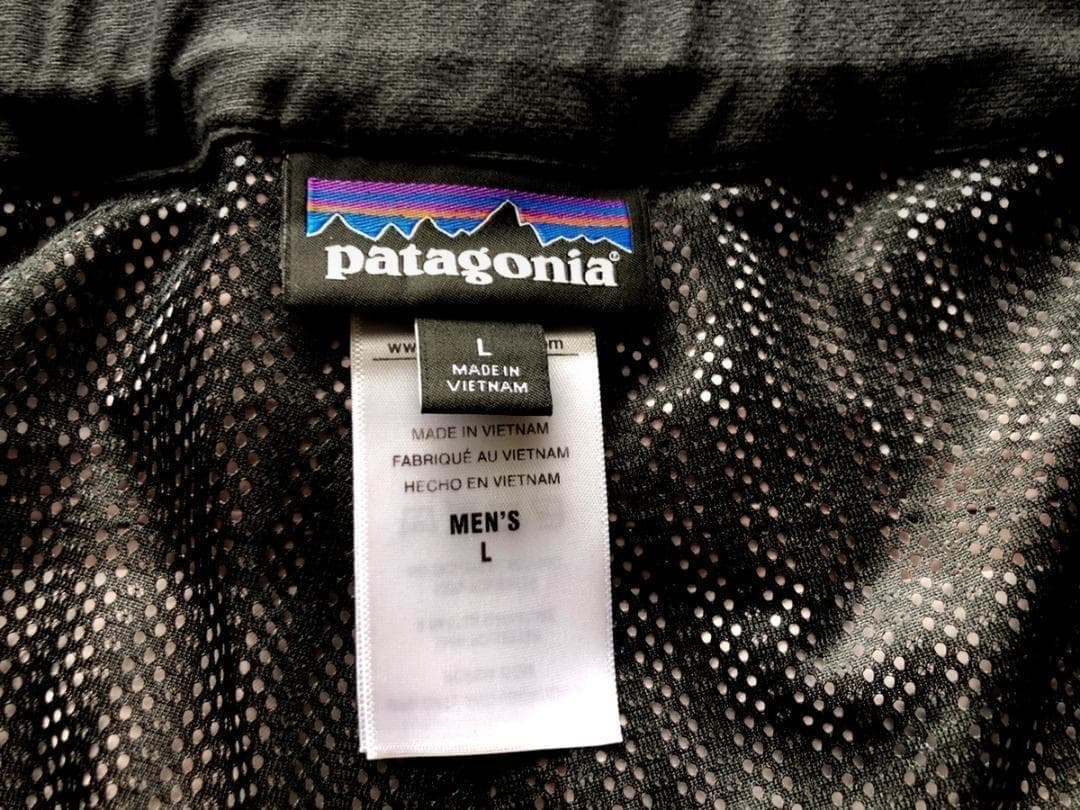 patagonia®
L
MADE IN
VIETNAM
MADE IN VIETNAM
FABRIQUÉ AU VIETNAM
HECHO EN VIETNAM
MEN'S
L